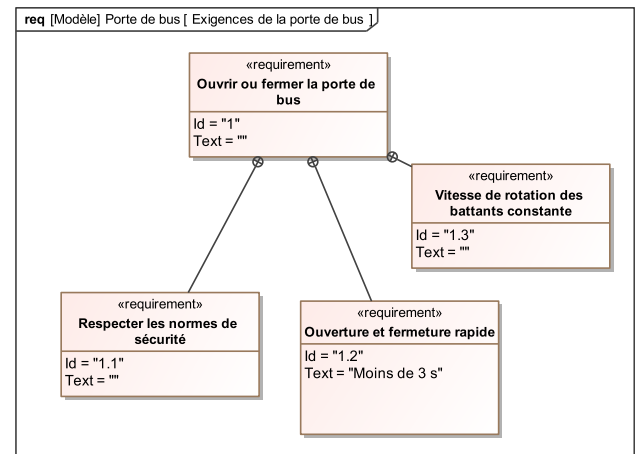 req [Modèle] Porte de bus [ Exigences de la porte de bus ]
«requirement»
Ouvrir ou fermer la porte de
bus
Id = "1"
Text = ""
«requirement»
Vitesse de rotation des
battants constante
Id = "1.3"
Text = ""
«requirement»
Respecter les normes de
sécurité
Id = "1.1"
Text = ""
«requirement»
Ouverture et fermeture rapide
Id = "1.2"
Text = "Moins de 3 s"